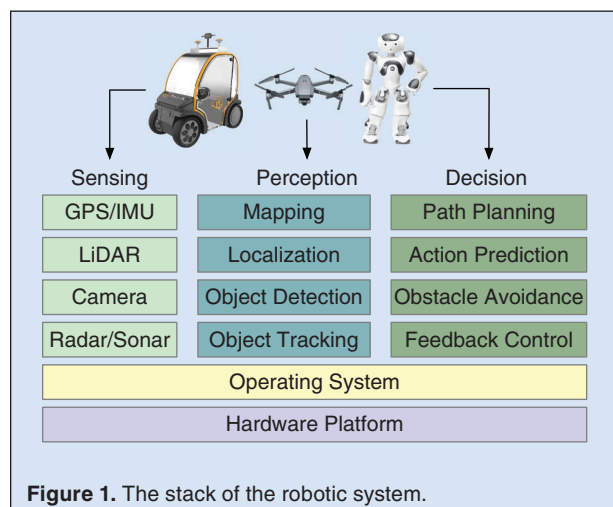 Sensing Perception Decision
GPS/IMU Mapping Path Planning
LiDAR Localization Action Prediction
Camera Object Detection Obstacle Avoidance
Radar/Sonar Object Tracking Feedback Control
Operating System
Hardware Platform
Figure 1. The stack of the robotic system.